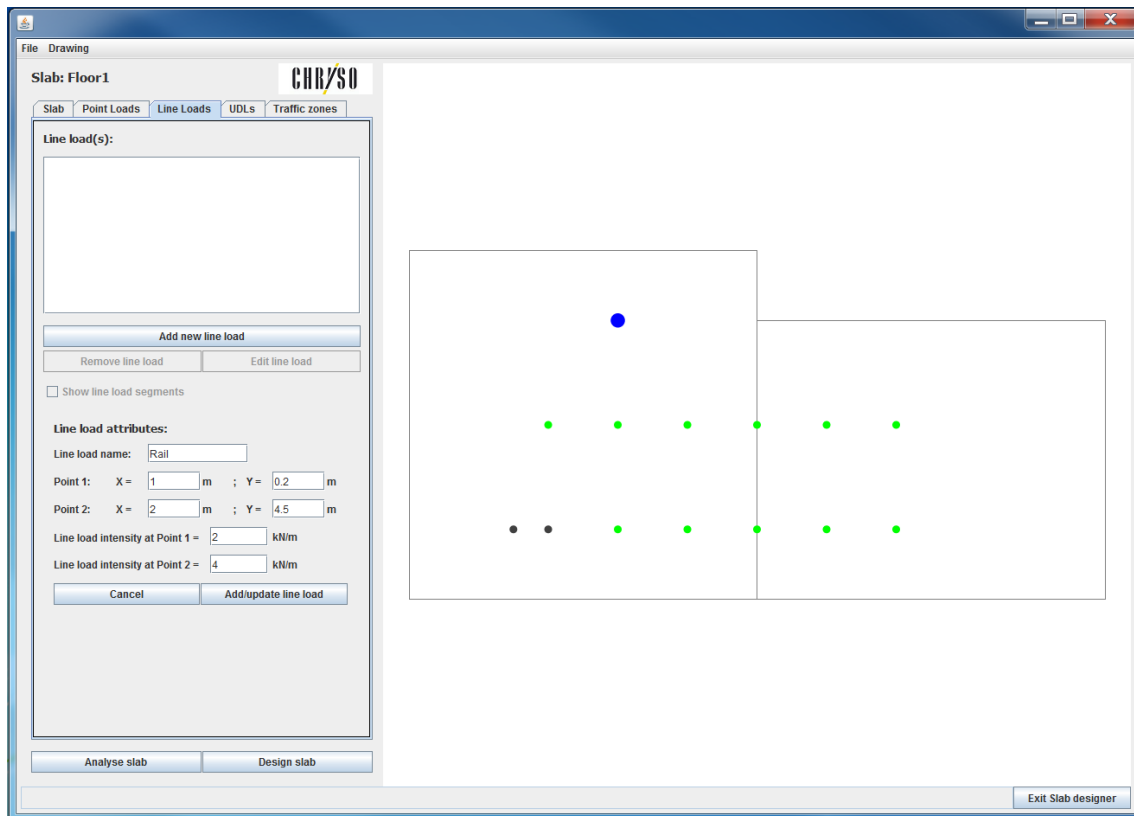 File Drawing
Slab: Floor1
CHRYSO
Slab Point Loads Line Loads UDLs Traffic zones
Line load(s):
Add new line load
Remove line load Edit line load
Show line load segments
Line load attributes:
Line load name: Rail
Point 1: X = 1 m ; Y = 0.2 m
Point 2: X = 2 m ; Y = 4.5 m
Line load intensity at Point 1 = 2 kN/m
Line load intensity at Point 2 = 4 kN/m
Cancel Add/update line load
Analyse slab Design slab
Exit Slab designer